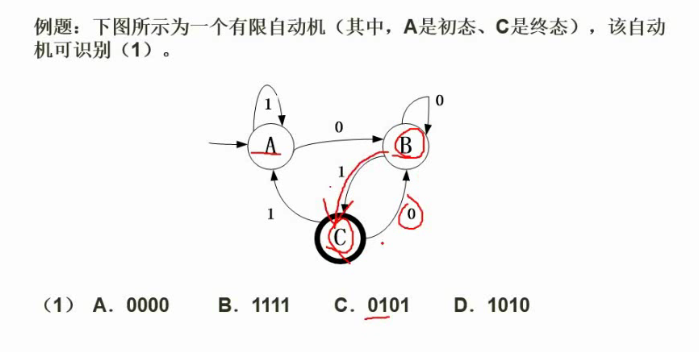 例题：下图所示为一个有限自动机（其中，A是初态、C是终态），该自动
机可识别（1）。
1
0
0
A
B
1
1
0
C
（1） A．0000 B．1111 C．0101 D．1010